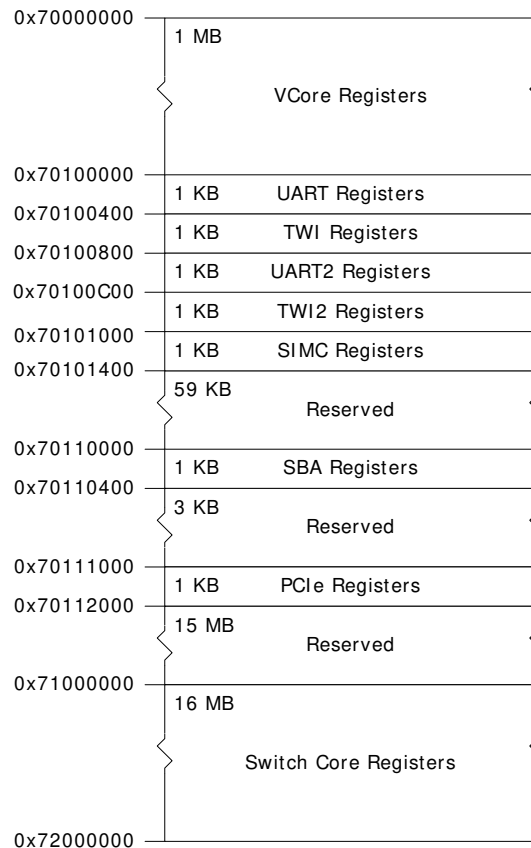 0x70000000
1 MB
VCore Registers
0x70100000
1 KB UART Registers
0x70100400
1 KB TWI Registers
0x70100800
1 KB UART2 Registers
0x70100C00
1 KB TWI2 Registers
0x70101000
1 KB SIMC Registers
0x70101400
59 KB
Reserved
0x70110000
1 KB SBA Registers
0x70110400
3 KB
Reserved
0x70111000
1 KB PCIe Registers
0x70112000
15 MB
Reserved
0x71000000
16 MB
Switch Core Registers
0x72000000